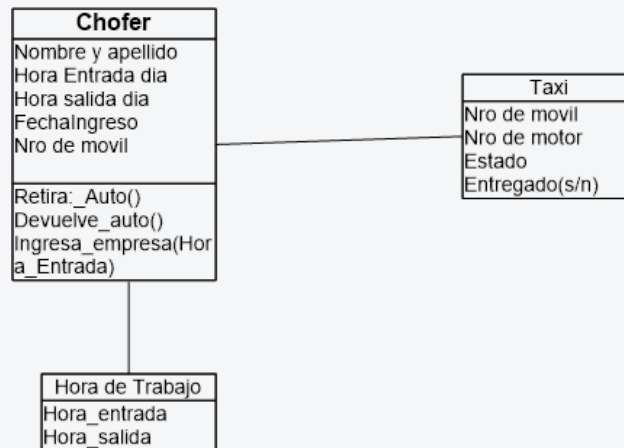 Chofer
Nombre y apellido
Hora Entrada dia
Hora salida dia
FechaIngreso
Nro de movil
Retira:_Auto()
Devuelve_auto()
Ingresa_empresa(Hor
a_Entrada)
Taxi
Nro de movil
Nro de motor
Estado
Entregado(s/n)
Hora de Trabajo
Hora_entrada
Hora_salida